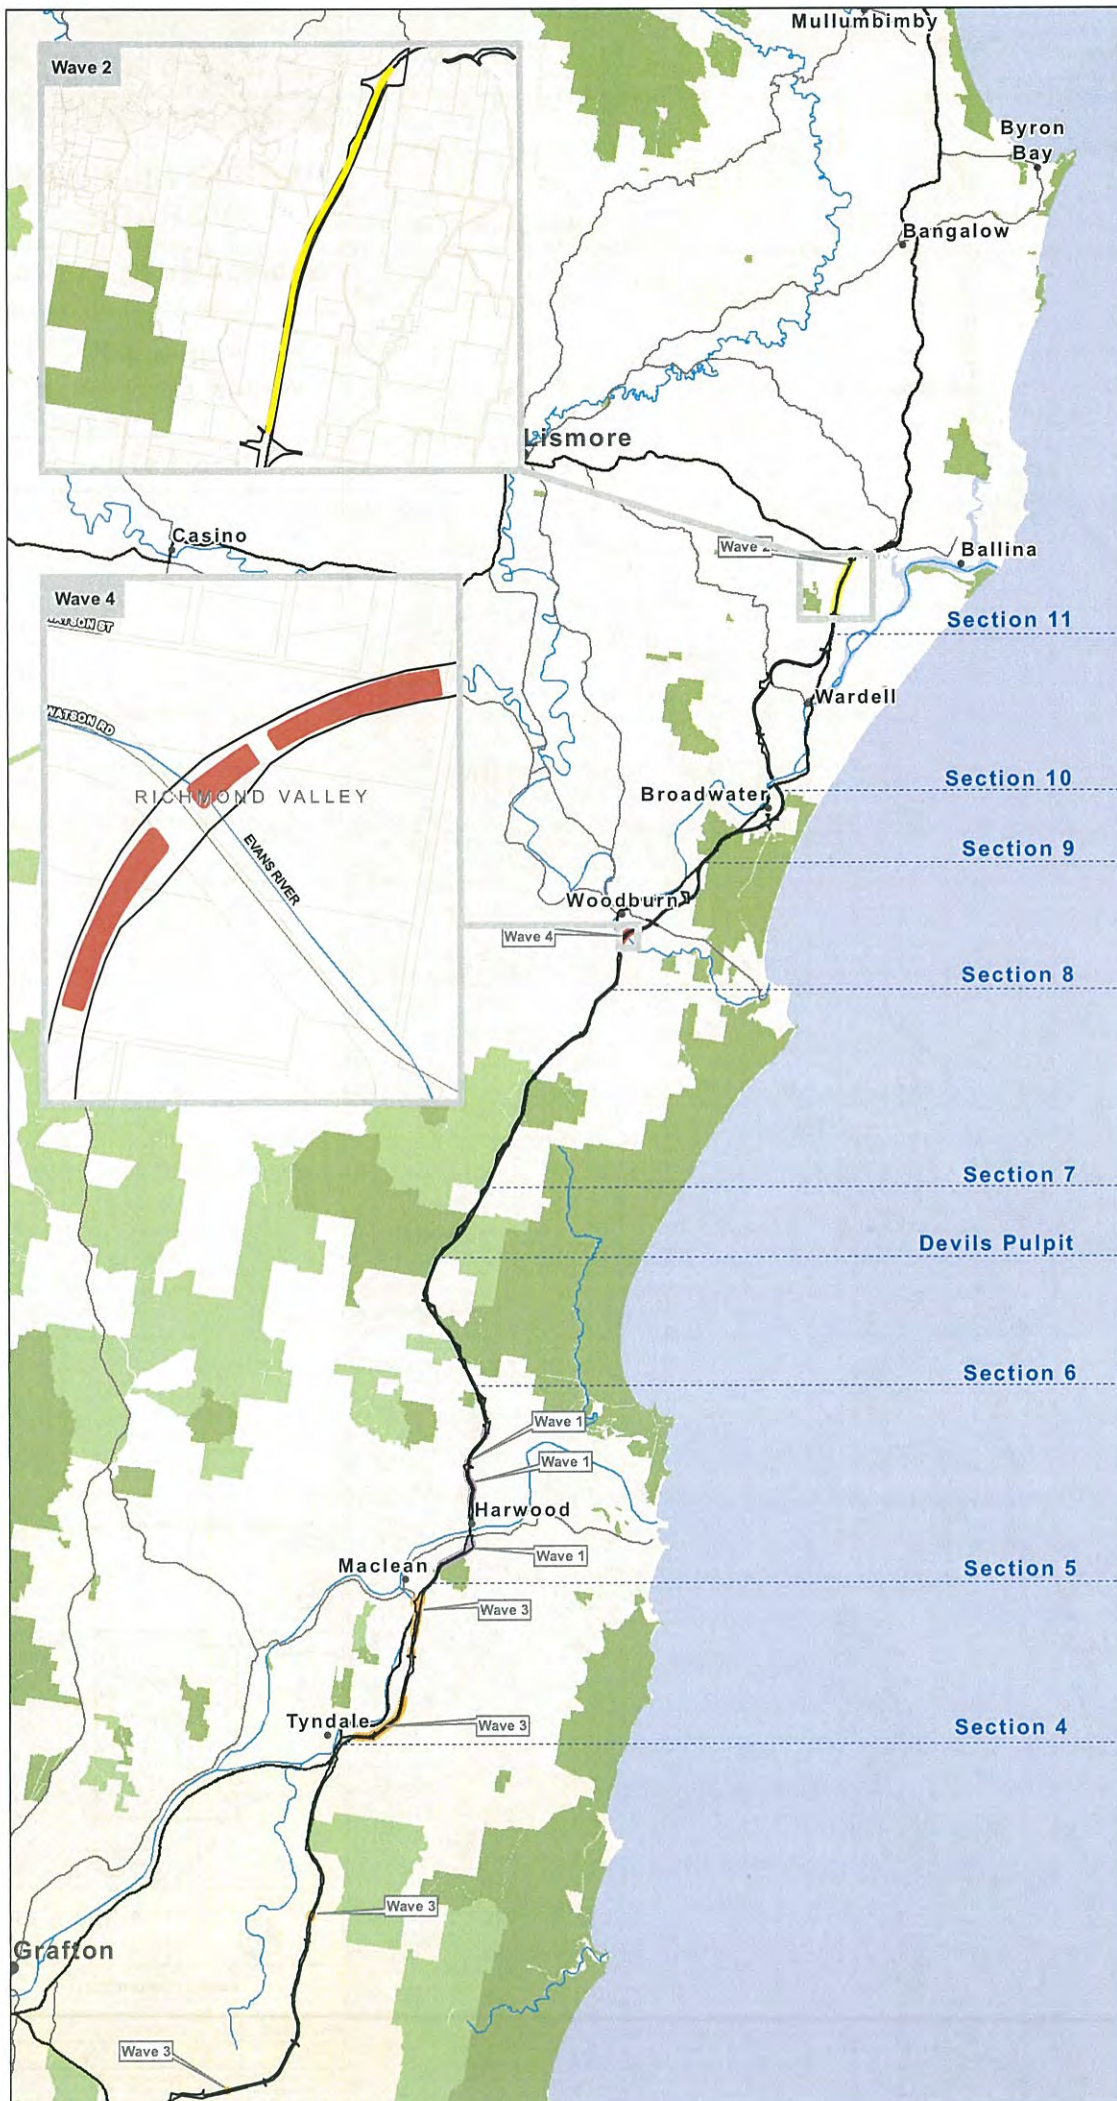 Mullumbimby
Wave 2
Byron
Bay
Bangalow
Lismore
Casino
Wave 2
Ballina
Wave 4
WATSON RD
RICHMOND VALLEY
EVANS RIVER
Section 11
Wardell
Section 10
Broadwater
Section 9
Woodburn
Wave 4
Section 8
Section 7
Devils Pulpit
Section 6
Wave 1
Wave 1
Harwood
Wave 1
Maclean
Section 5
Wave 3
Tyndale
Wave 3
Section 4
Wave 3
Grafton
Wave 3